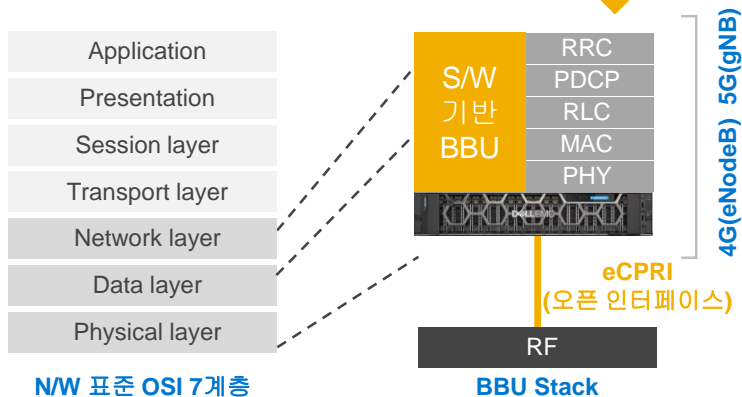 Application
Presentation
Session layer
Transport layer
Network layer
Data layer
Physical layer
N/W 표준 OSI 7계층
S/W
기반
BBU
RRC
PDCP
RLC
MAC
PHY
DELLEMC
eCPRI
(오픈 인터페이스)
RF
BBU Stack
4G(eNodeB) 5G(gNB)